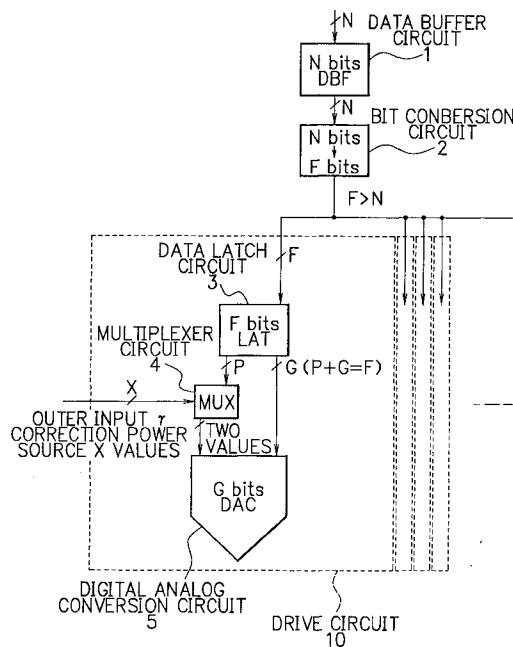 N
DATA BUFFER
CIRCUIT
1
N bits
DBF
N
BIT CONBERSION
CIRCUIT
2
N bits
F bits
F>N
DATA LATCH
CIRCUIT
3
F
F bits
LAT
MULTIPLEXER
CIRCUIT
4
P
G(P+G=F)
X
MUX
OUTER INPUT γ
CORRECTION POWER
SOURCE X VALUES
TWO
VALUES
G bits
DAC
DIGITAL ANALOG
CONVERSION CIRCUIT
5
DRIVE CIRCUIT
10